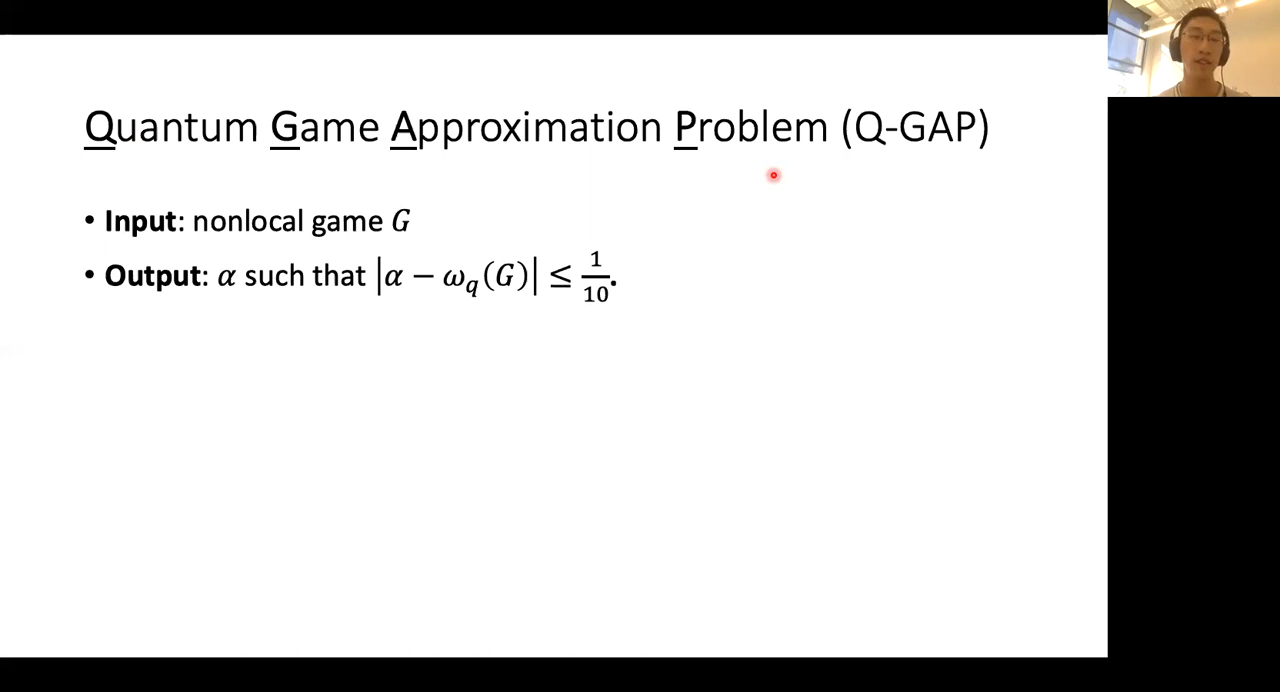 Quantum Game Approximation Problem (Q-GAP)
• Input: nonlocal game 𝐺
• Output: 𝛼 such that |𝛼 − 𝜔_𝑞(𝐺)| ≤ 1/10.